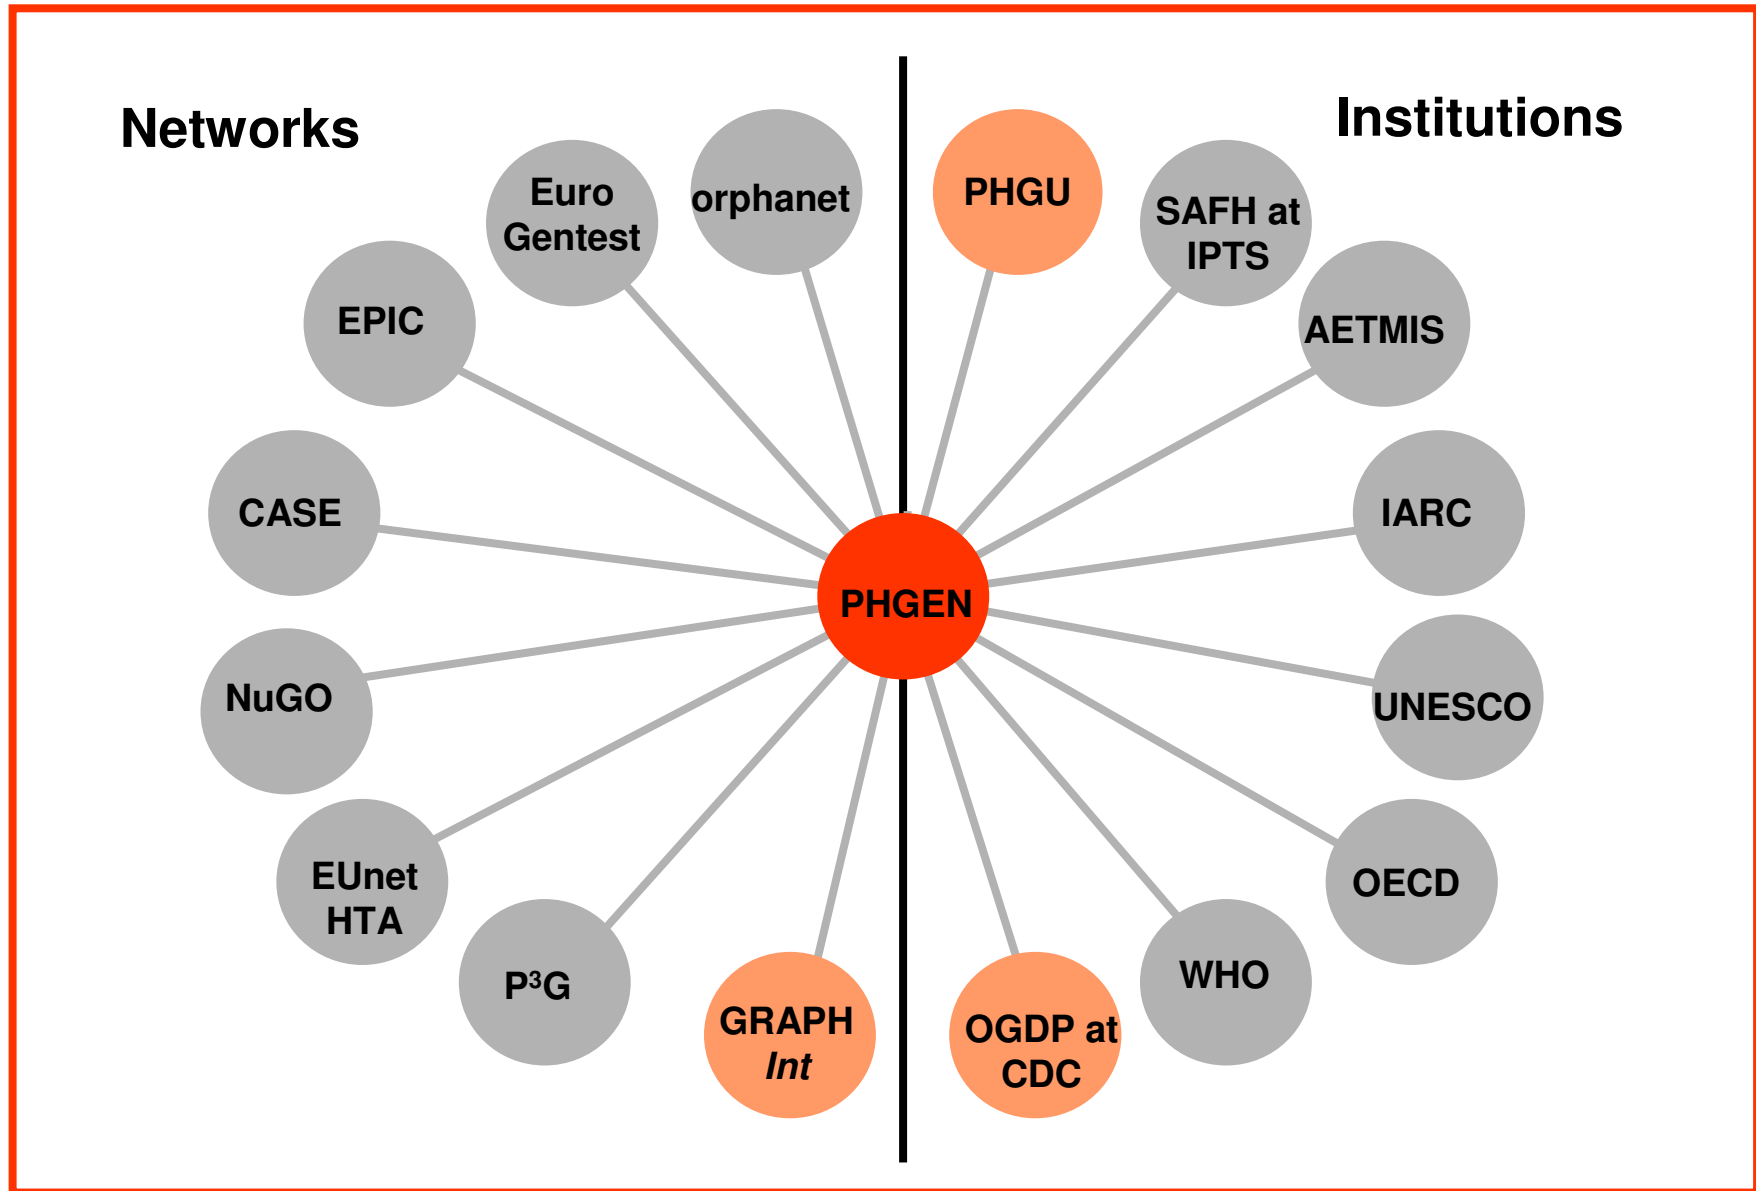 Networks
Institutions
Euro
Gentest
orphanet
PHGU
SAFH at
IPTS
EPIC
AETMIS
CASE
IARC
PHGEN
NuGO
UNESCO
EUnet
HTA
OECD
P³G
WHO
GRAPH
Int
OGDP at
CDC